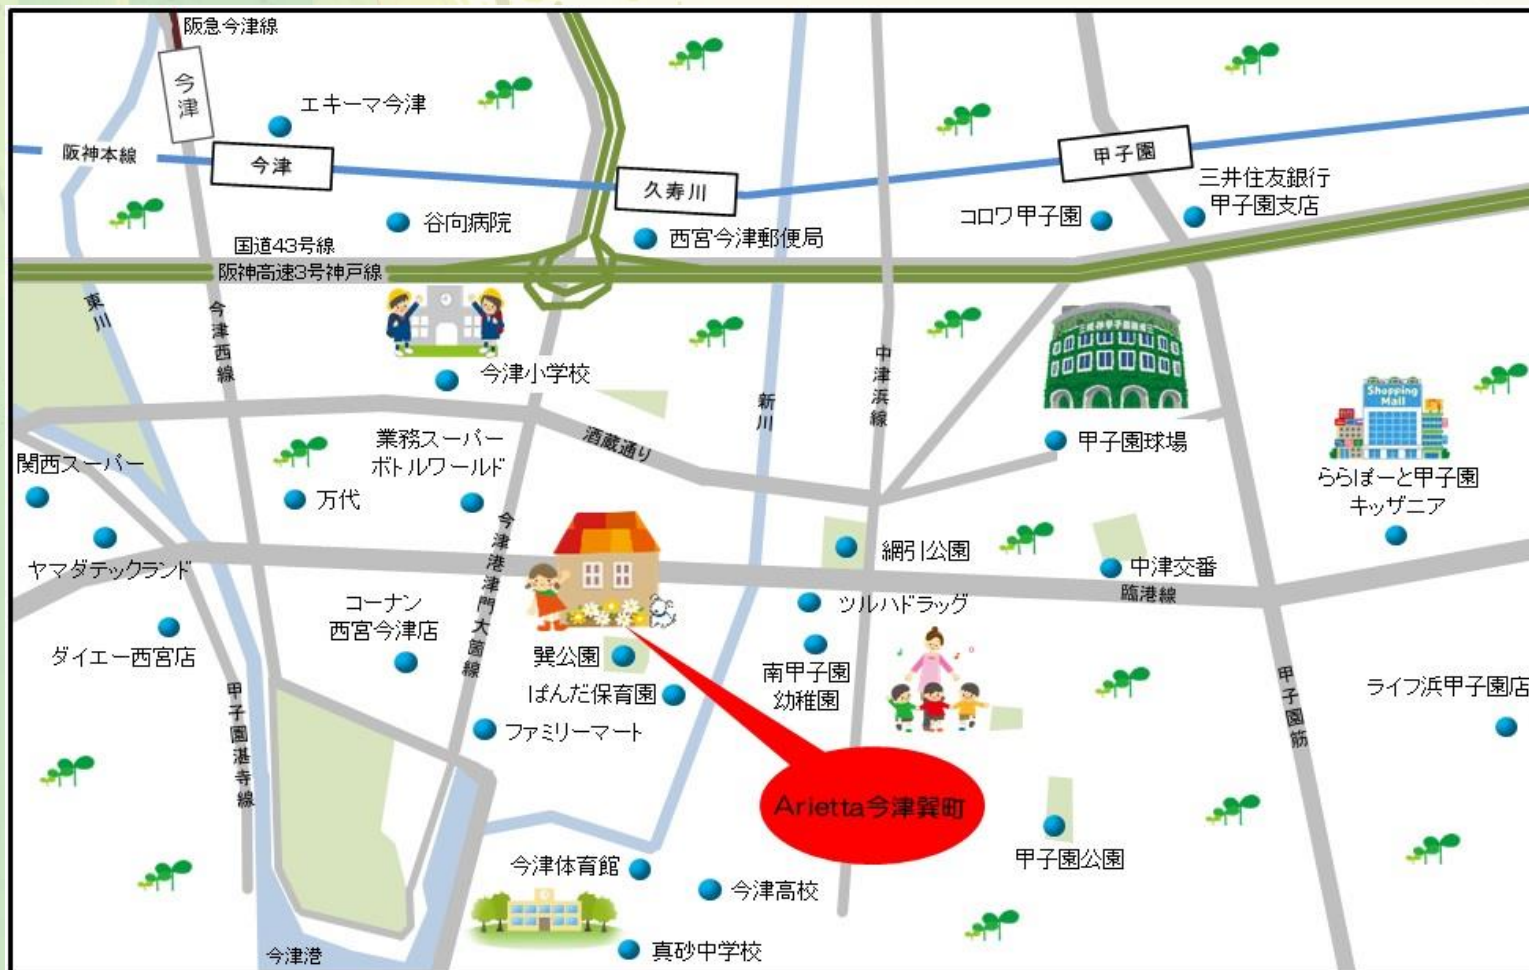 阪急今津線
今津
エキーマ今津
阪神本線
今津
久寿川
甲子園
三井住友銀行
甲子園支店
谷向病院
西宮今津郵便局
コロワ甲子園
国道43号線
阪神高速3号神戸線
東川
今津西線
今津小学校
新川
中津浜線
甲子園球場
Shopping
Mall
ららぽーと甲子園
キッザニア
酒蔵通り
業務スーパー
ボトルワールド
関西スーパー
万代
ヤマダテックランド
今津港津門大箇線
網引公園
中津交番
臨港線
ツルハドラッグ
コーナン
西宮今津店
ダイエー西宮店
巽公園
ぱんだ保育園
南甲子園
幼稚園
ファミリーマート
甲子園湛寺線
甲子園筋
ライフ浜甲子園店
Arietta今津巽町
甲子園公園
今津体育館
今津高校
真砂中学校
今津港